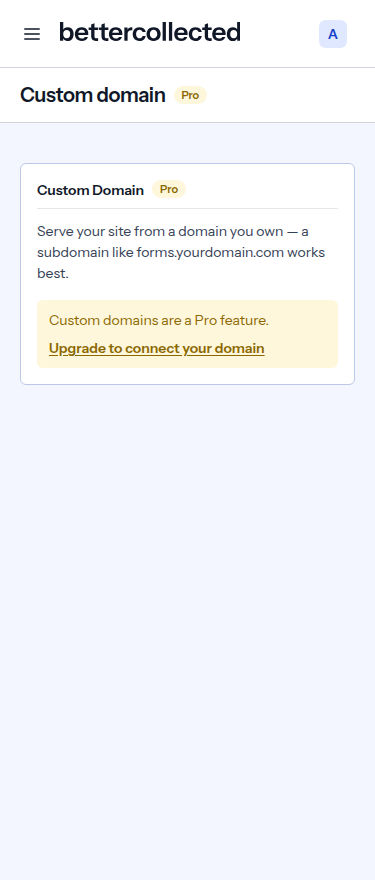 bettercollected
A
Custom domain Pro
Custom Domain Pro
Serve your site from a domain you own — a
subdomain like forms.yourdomain.com works
best.
Custom domains are a Pro feature.
Upgrade to connect your domain